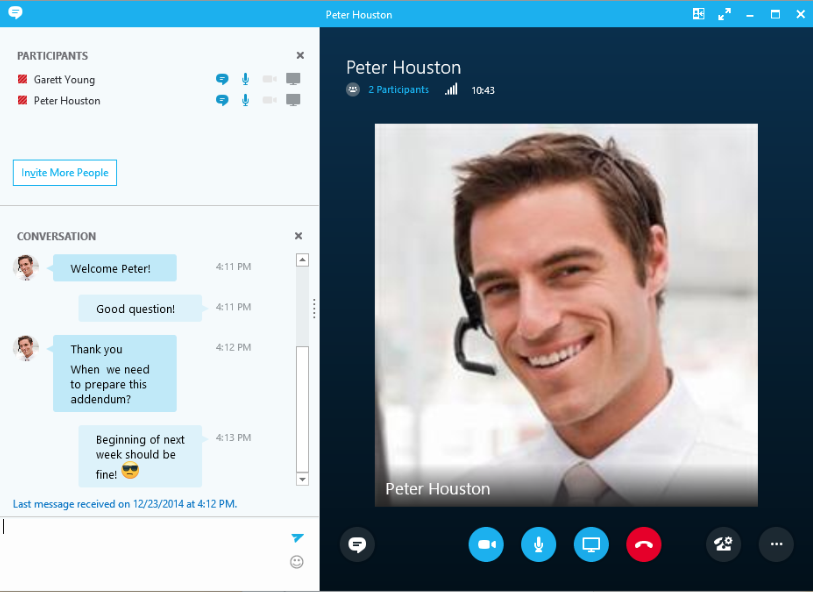 Peter Houston
PARTICIPANTS
Garett Young
Peter Houston
Invite More People
CONVERSATION
Welcome Peter!
4:11 PM
Good question!
4:11 PM
Thank you
4:12 PM
When  we need
to prepare this
addendum?
Beginning of next
4:13 PM
week should be
fine!
Last message received on 12/23/2014 at 4:12 PM.
Peter Houston
2 Participants
10:43
Peter Houston